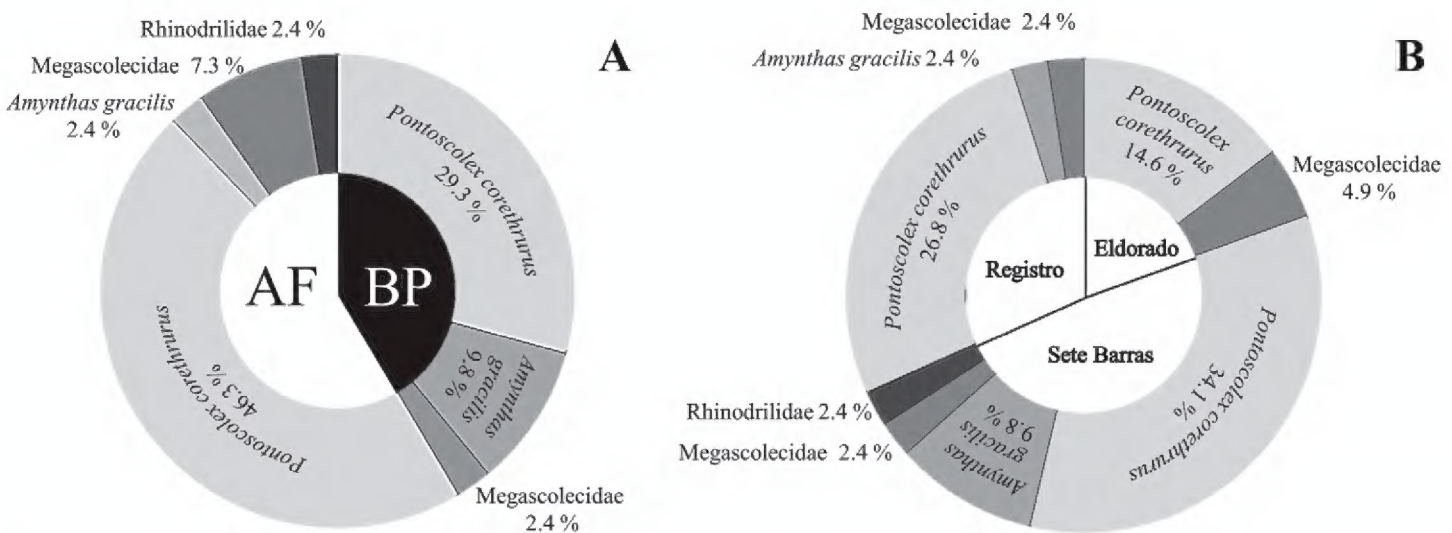 A
Rhinodrilidae 2.4 %
Megascolecidae 7.3 %
Amynthas gracilis
2.4 %
Pontoscolex corethrurus
29.3 %
AF
BP
Amynthas
gracilis
9.8 %
Pontoscolex corethrurus
46.3 %
Megascolecidae
2.4 %
B
Megascolecidae 2.4 %
Amynthas gracilis 2.4 %
Pontoscolex
corethrurus
14.6 %
Megascolecidae
4.9 %
Pontoscolex corethrurus
26.8 %
Registro
Eldorado
Sete Barras
Pontoscolex corethrurus
34.1 %
Rhinodrilidae 2.4 %
Megascolecidae 2.4 %
Amynthas
gracilis
9.8 %